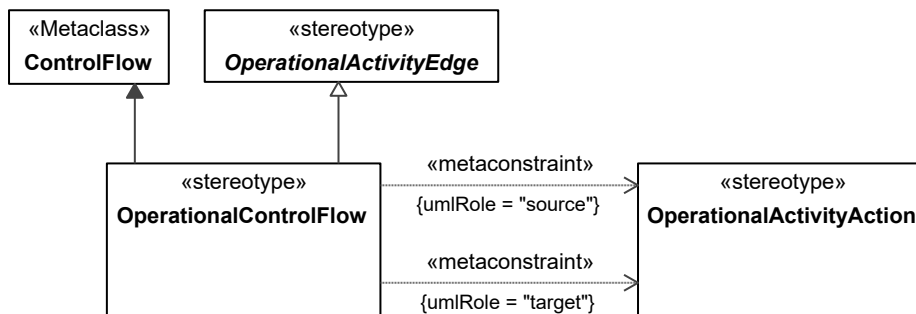 «Metaclass»
ControlFlow
«stereotype»
OperationalActivityEdge
«stereotype»
OperationalControlFlow
«metaconstraint»
{umlRole = "source"}
«metaconstraint»
{umlRole = "target"}
«stereotype»
OperationalActivityAction